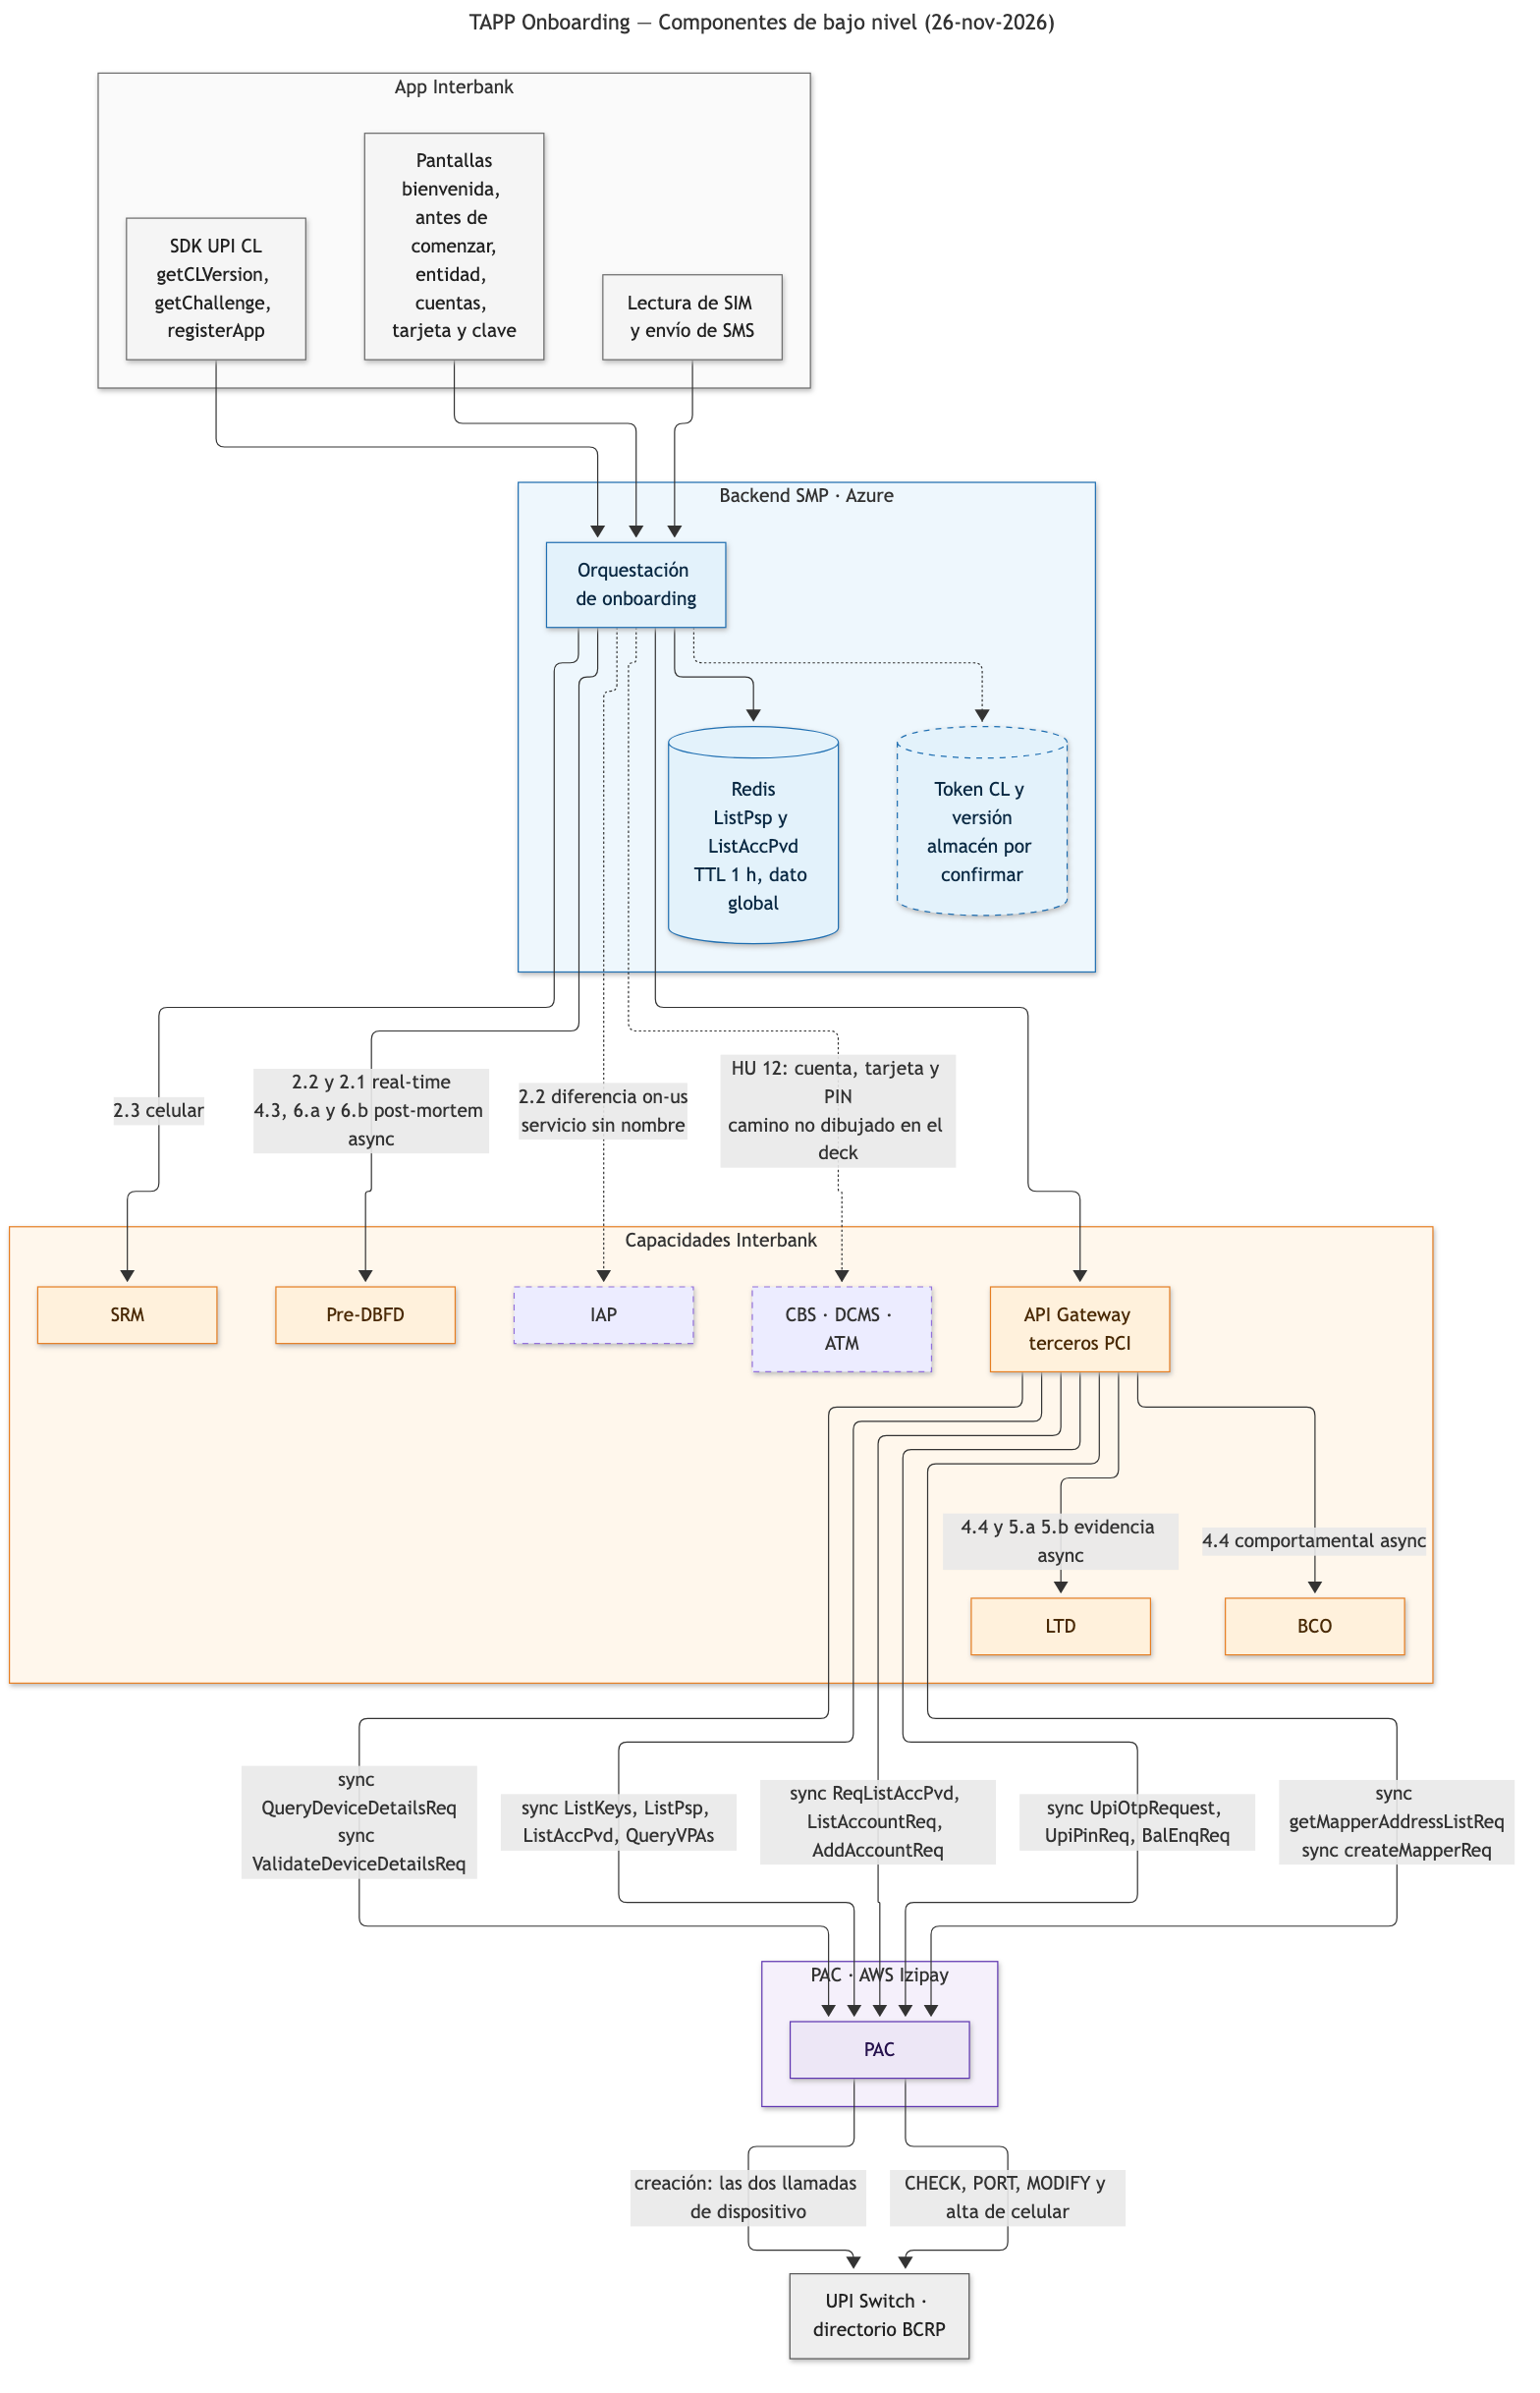 TAPP Onboarding — Componentes de bajo nivel (26-nov-2026)
App Interbank
SDK UPI CL
getCLVersion,
getChallenge,
registerApp
Pantallas
bienvenida,
antes de
comenzar,
entidad,
cuentas,
tarjeta y clave
Lectura de SIM
y envío de SMS
Backend SMP · Azure
Orquestación
de onboarding
Redis
ListPsp y
ListAccPvd
TTL 1 h, dato
global
Token CL y
versión
almacén por
confirmar
2.3 celular
2.2 y 2.1 real-time
4.3, 6.a y 6.b post-mortem
async
2.2 diferencia on-us
servicio sin nombre
HU 12: cuenta, tarjeta y
PIN
camino no dibujado en el
deck
Capacidades Interbank
SRM
Pre-DBFD
IAP
CBS · DCMS ·
ATM
API Gateway
terceros PCI
4.4 y 5.a 5.b evidencia
async
4.4 comportamental async
LTD
BCO
sync
QueryDeviceDetailsReq
sync
ValidateDeviceDetailsReq
sync ListKeys, ListPsp,
ListAccPvd, QueryVPAs
sync ReqListAccPvd,
ListAccountReq,
AddAccountReq
sync UpiOtpRequest,
UpiPinReq, BalEnqReq
sync
getMapperAddressListReq
sync createMapperReq
PAC · AWS Izipay
PAC
creación: las dos llamadas
de dispositivo
CHECK, PORT, MODIFY y
alta de celular
UPI Switch ·
directorio BCRP